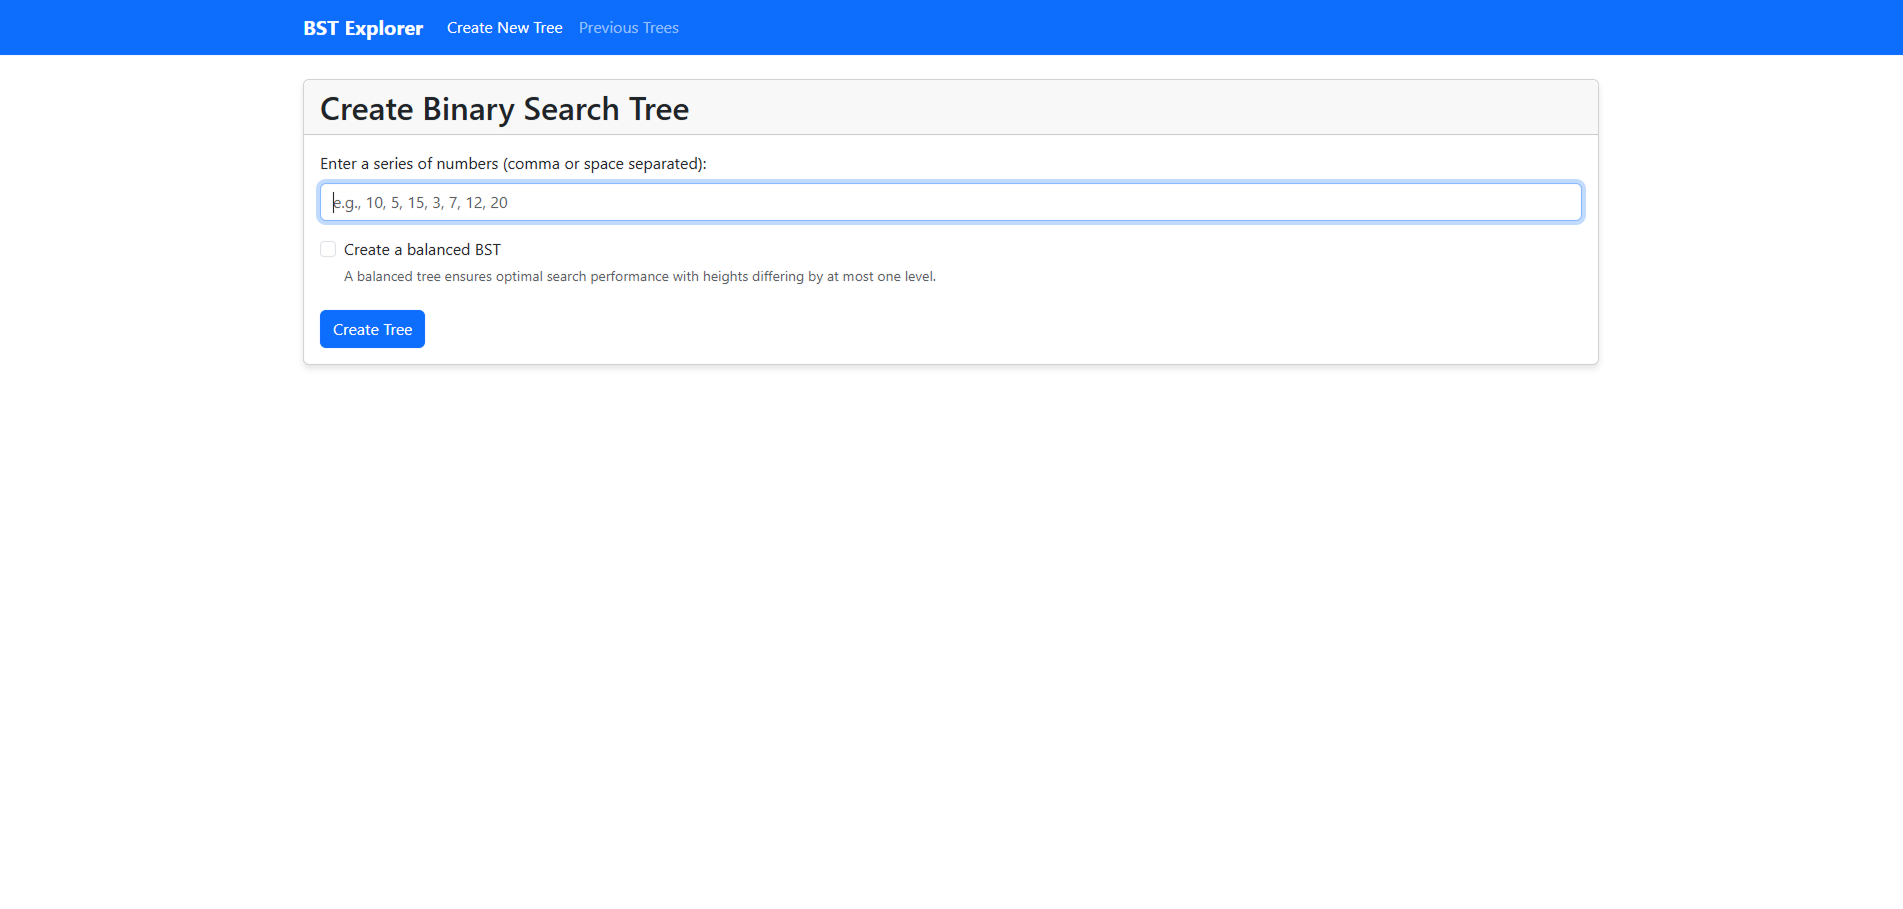 BST Explorer Create New Tree Previous Trees
Create Binary Search Tree
Enter a series of numbers (comma or space separated):
e.g., 10, 5, 15, 3, 7, 12, 20
Create a balanced BST
A balanced tree ensures optimal search performance with heights differing by at most one level.
Create Tree